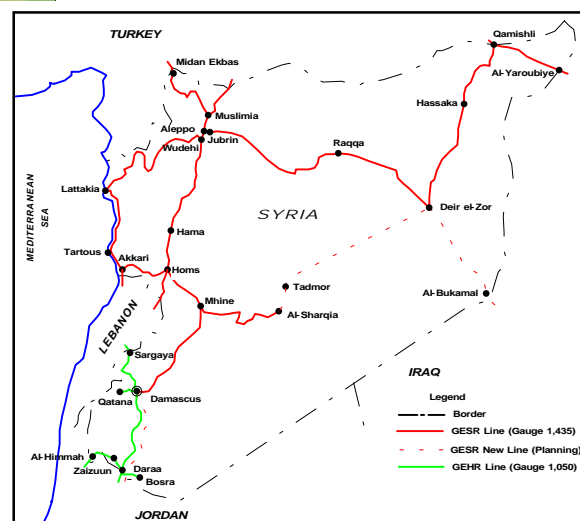 TURKEY
Qamishli
Midan Ekbas
Al-Yaroubiye
Hassaka
Muslimia
Aleppo
Jubrin
Wudehi
Raqqa
Lattakia
MEDITERRANEAN
SEA
SYRIA
Deir el-Zor
Hama
Tartous
Akkari
Homs
Tadmor
Al-Bukamal
Mhine
Al-Sharqia
LEBANON
Sargaya
IRAQ
Qatana
Damascus
Legend
Border
GESR Line (Gauge 1,435)
GESR New Line (Planning)
GEHR Line (Gauge 1,050)
Al-Himmah
Zaizuun
Daraa
Bosra
JORDAN